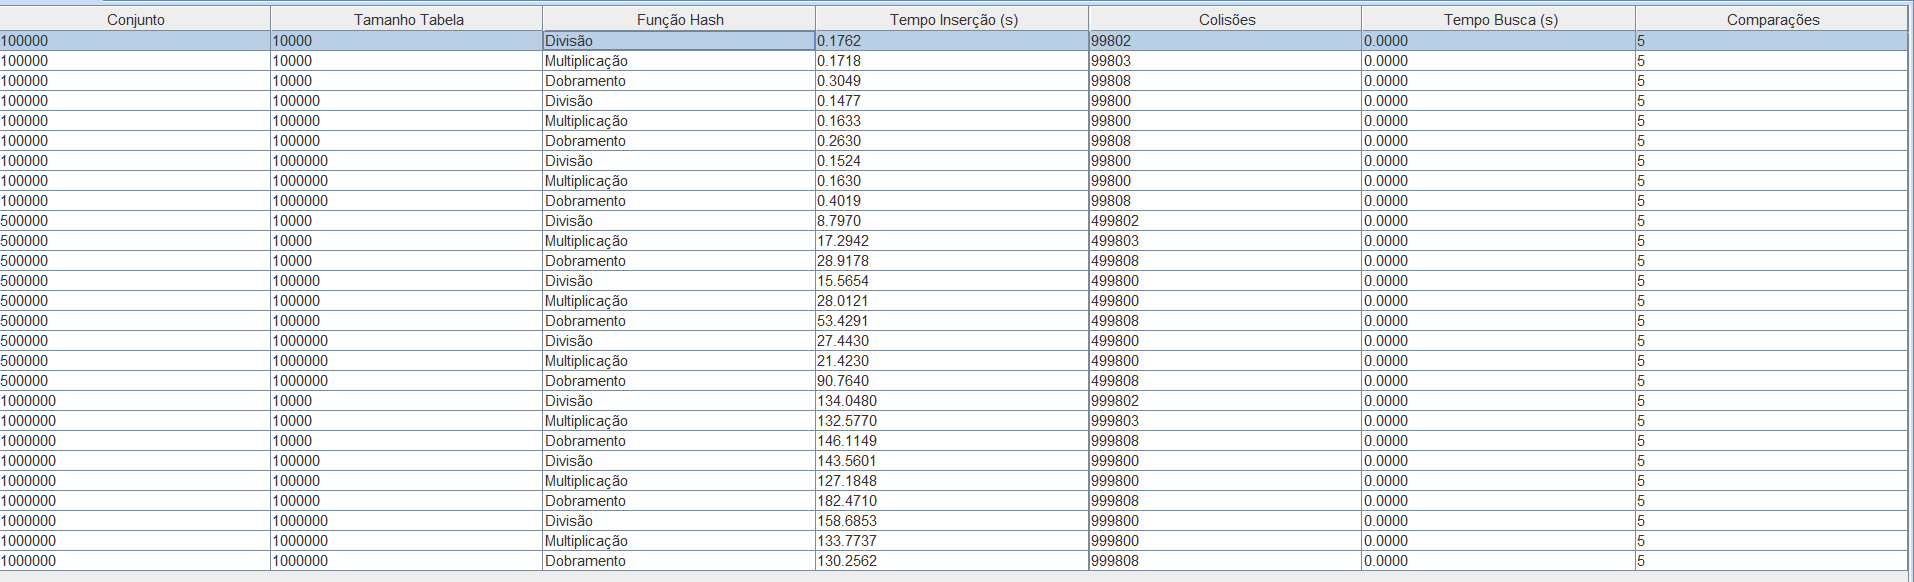 Conjunto Tamanho Tabela Função Hash Tempo Inserção (s) Colisões Tempo Busca (s) Comparações
100000 10000 Divisão 0.1762 99802 0.0000 5
100000 10000 Multiplicação 0.1718 99803 0.0000 5
100000 10000 Dobramento 0.3049 99808 0.0000 5
100000 100000 Divisão 0.1477 99800 0.0000 5
100000 100000 Multiplicação 0.1633 99800 0.0000 5
100000 100000 Dobramento 0.2630 99808 0.0000 5
100000 1000000 Divisão 0.1524 99800 0.0000 5
100000 1000000 Multiplicação 0.1630 99800 0.0000 5
100000 1000000 Dobramento 0.4019 99808 0.0000 5
500000 10000 Divisão 8.7970 499802 0.0000 5
500000 10000 Multiplicação 17.2942 499803 0.0000 5
500000 10000 Dobramento 28.9178 499808 0.0000 5
500000 100000 Divisão 15.5654 499800 0.0000 5
500000 100000 Multiplicação 28.0121 499800 0.0000 5
500000 100000 Dobramento 53.4291 499808 0.0000 5
500000 1000000 Divisão 27.4430 499800 0.0000 5
500000 1000000 Multiplicação 21.4230 499800 0.0000 5
500000 1000000 Dobramento 90.7640 499808 0.0000 5
1000000 10000 Divisão 134.0480 999802 0.0000 5
1000000 10000 Multiplicação 132.5770 999803 0.0000 5
1000000 10000 Dobramento 146.1149 999808 0.0000 5
1000000 100000 Divisão 143.5601 999800 0.0000 5
1000000 100000 Multiplicação 127.1848 999800 0.0000 5
1000000 100000 Dobramento 182.4710 999808 0.0000 5
1000000 1000000 Divisão 158.6853 999800 0.0000 5
1000000 1000000 Multiplicação 133.7737 999800 0.0000 5
1000000 1000000 Dobramento 130.2562 999808 0.0000 5